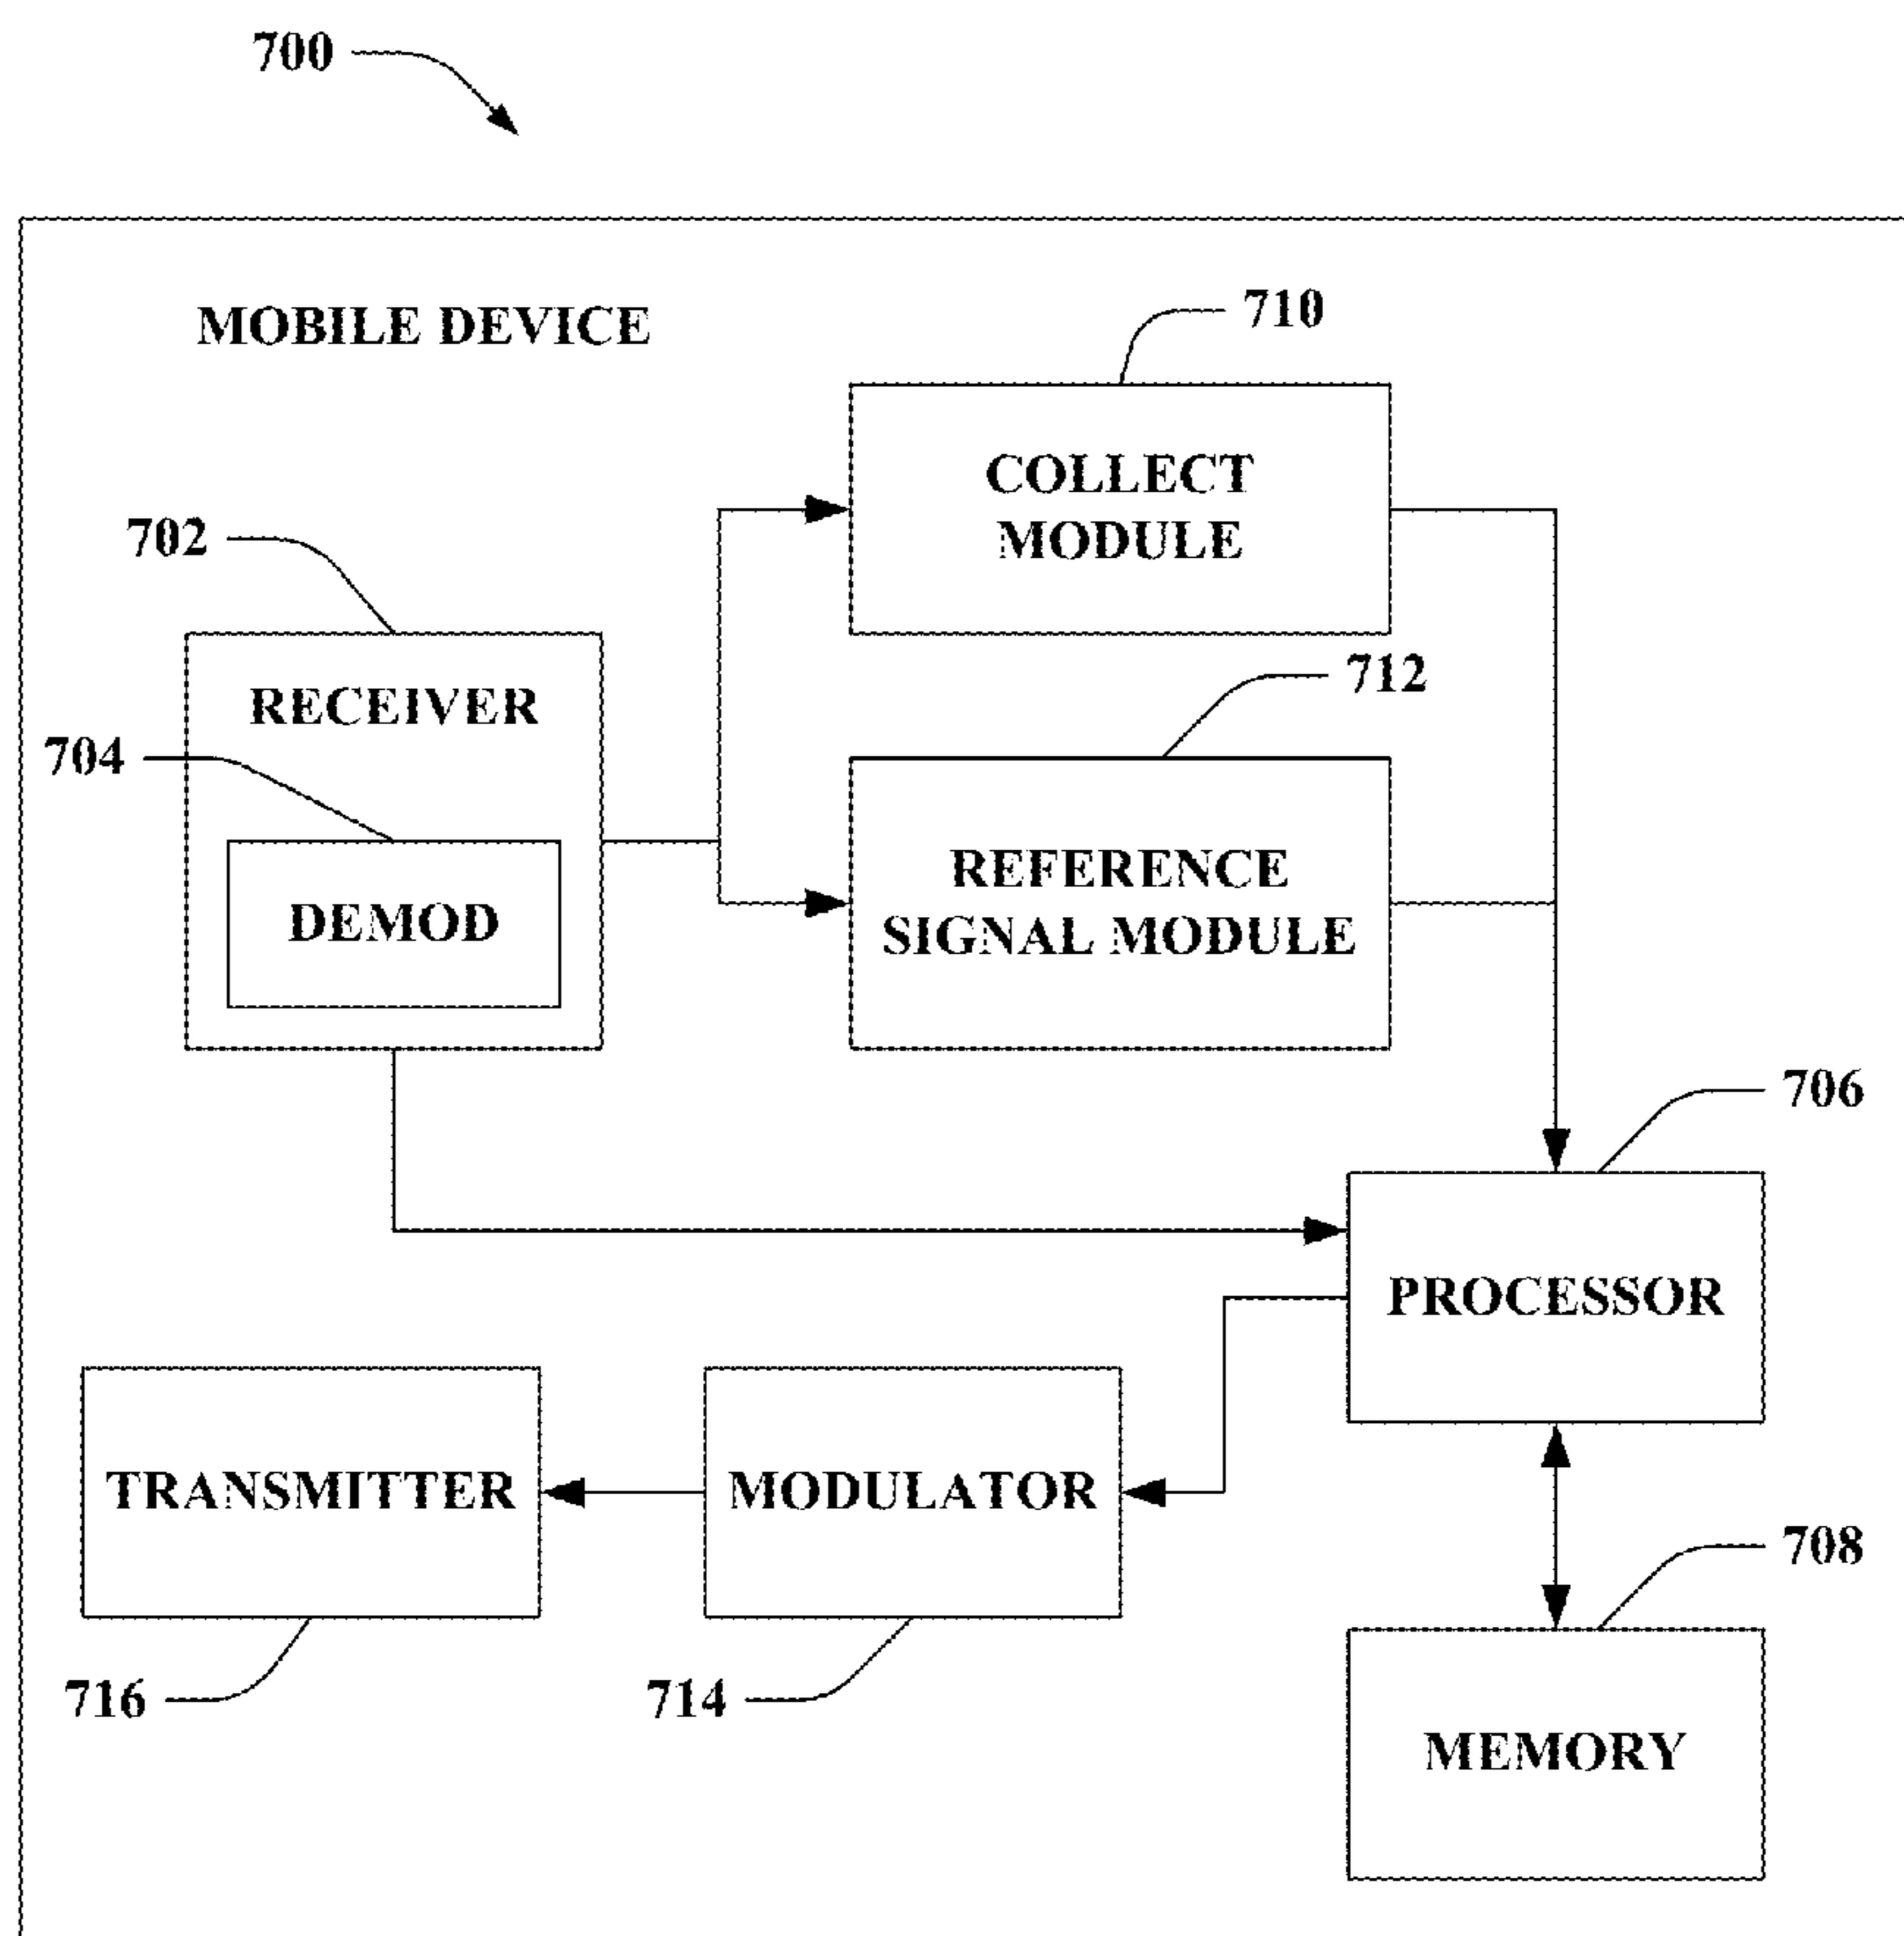 700
MOBILE DEVICE
710
COLLECT
MODULE
702
RECEIVER
712
704
REFERENCE
SIGNAL MODULE
DEMOD
706
PROCESSOR
TRANSMITTER
MODULATOR
708
716
714
MEMORY